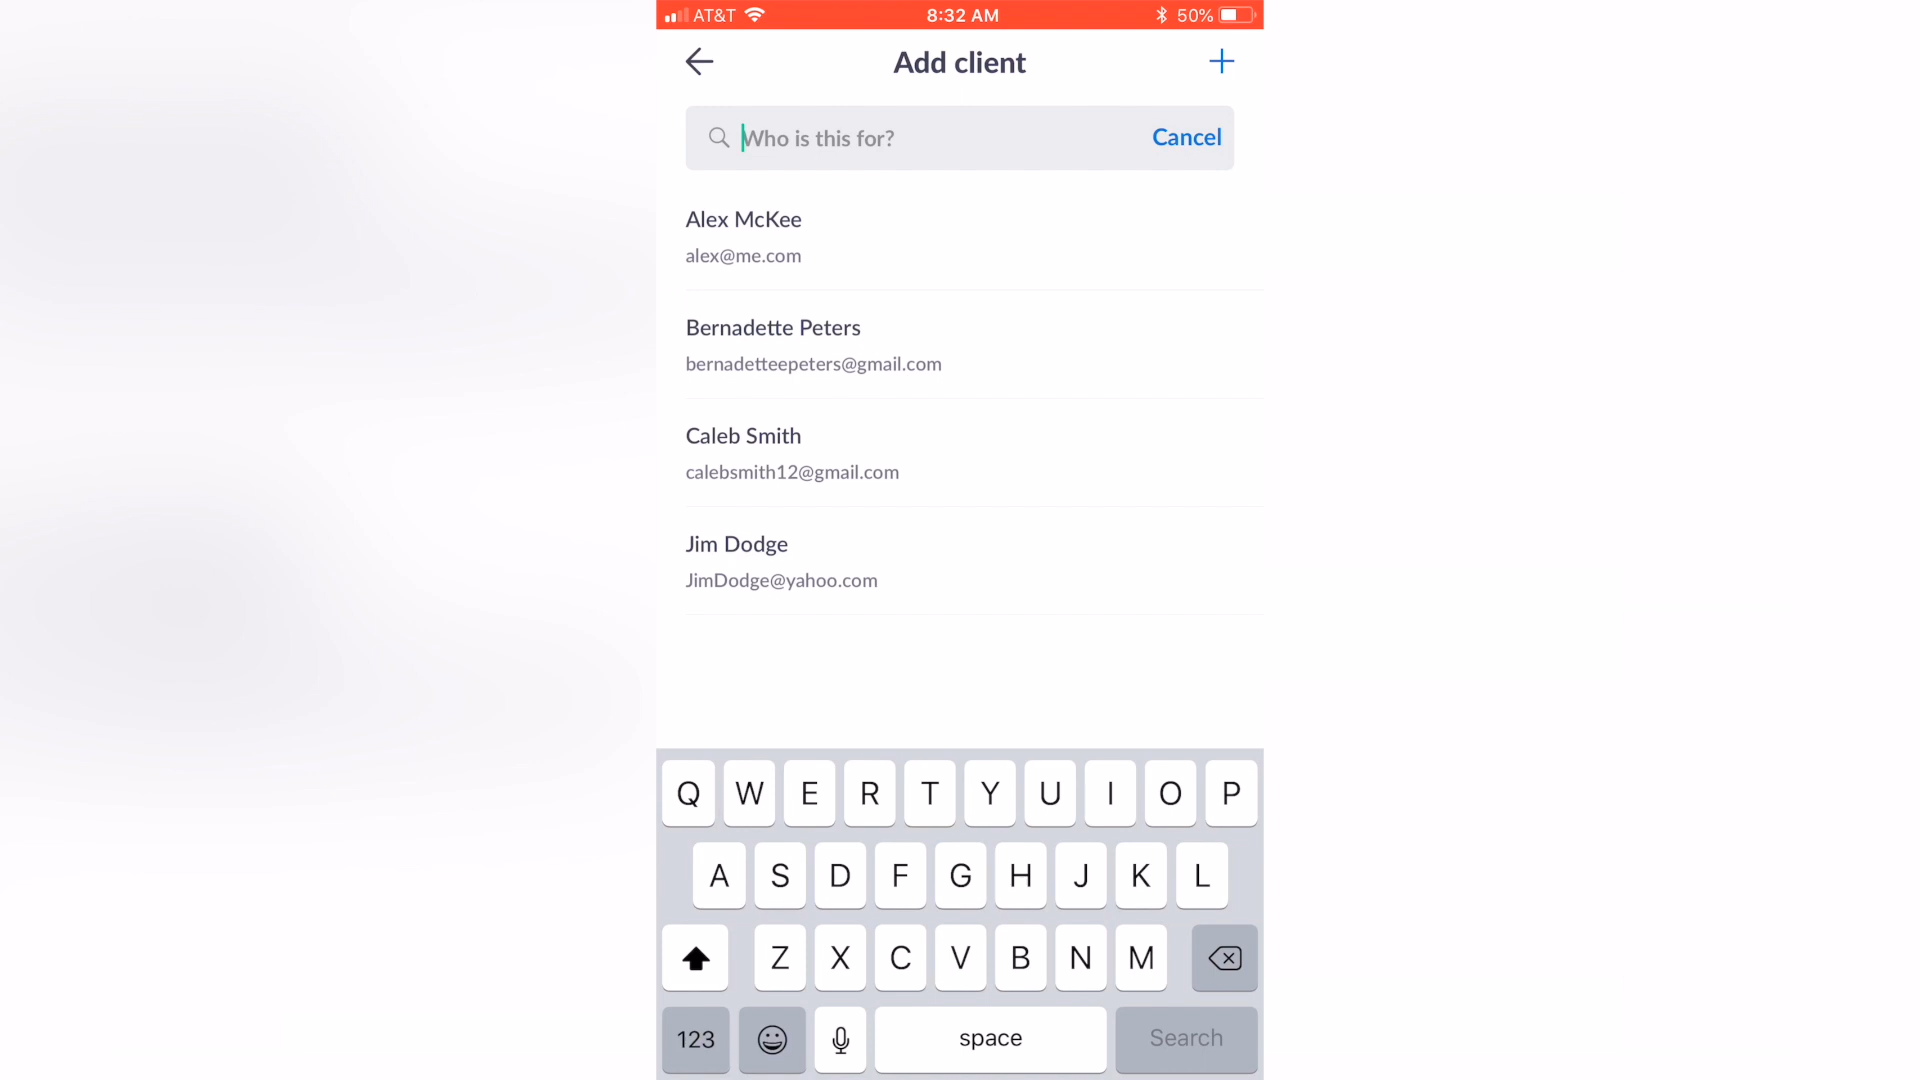 AT&T 8:32 AM 50%
Add client
Who is this for? Cancel
Alex McKee
alex@me.com
Bernadette Peters
bernadetteepeters@gmail.com
Caleb Smith
calebsmith12@gmail.com
Jim Dodge
JimDodge@yahoo.com
Q W E R T Y U I O P
A S D F G H J K L
Z X C V B N M
123 space Search